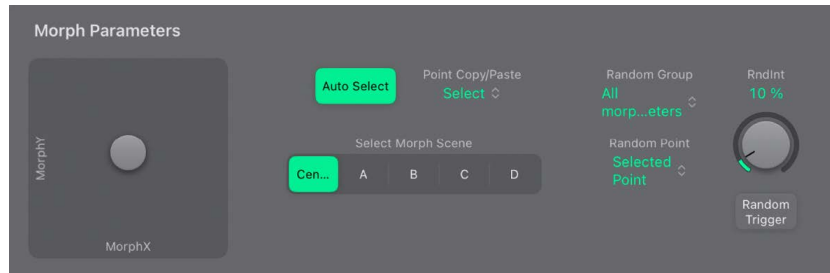 Morph Parameters
MorphY
MorphX
Auto Select
Point Copy/Paste
Select
Select Morph Scene
Cen...
A
B
C
D
Random Group
All
morp...eters
Random Point
Selected
Point
RndInt
10 %
Random
Trigger